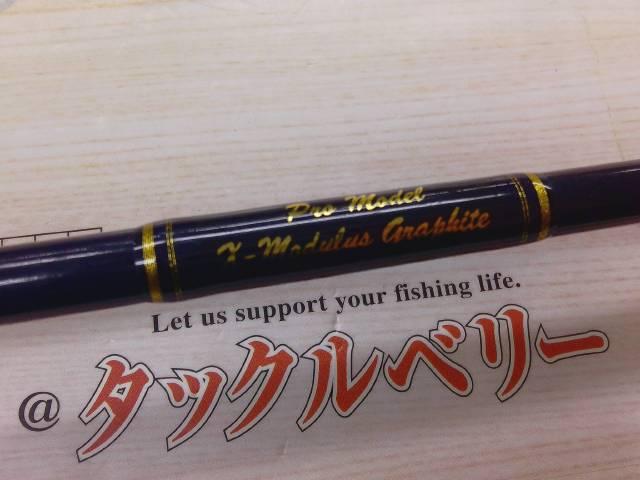 Pro Model
X-Modulus Graphite
Let us support your fishing life.
@タックルベリー